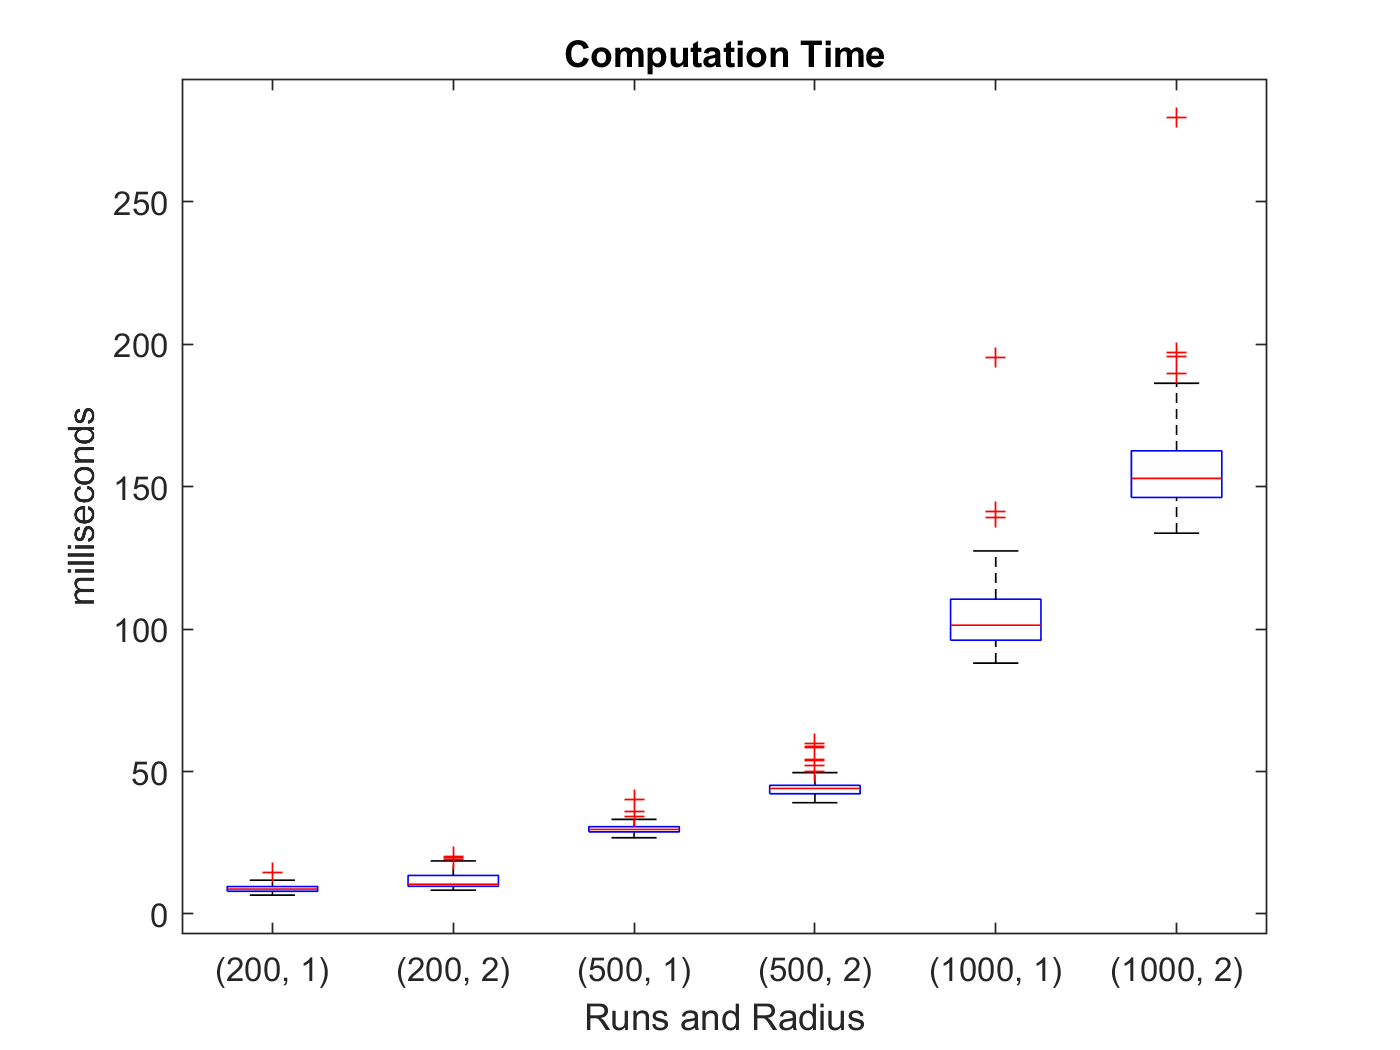 Computation Time
250
200
150
100
50
0
milliseconds
(200, 1) (200, 2) (500, 1) (500, 2) (1000, 1) (1000, 2)
Runs and Radius